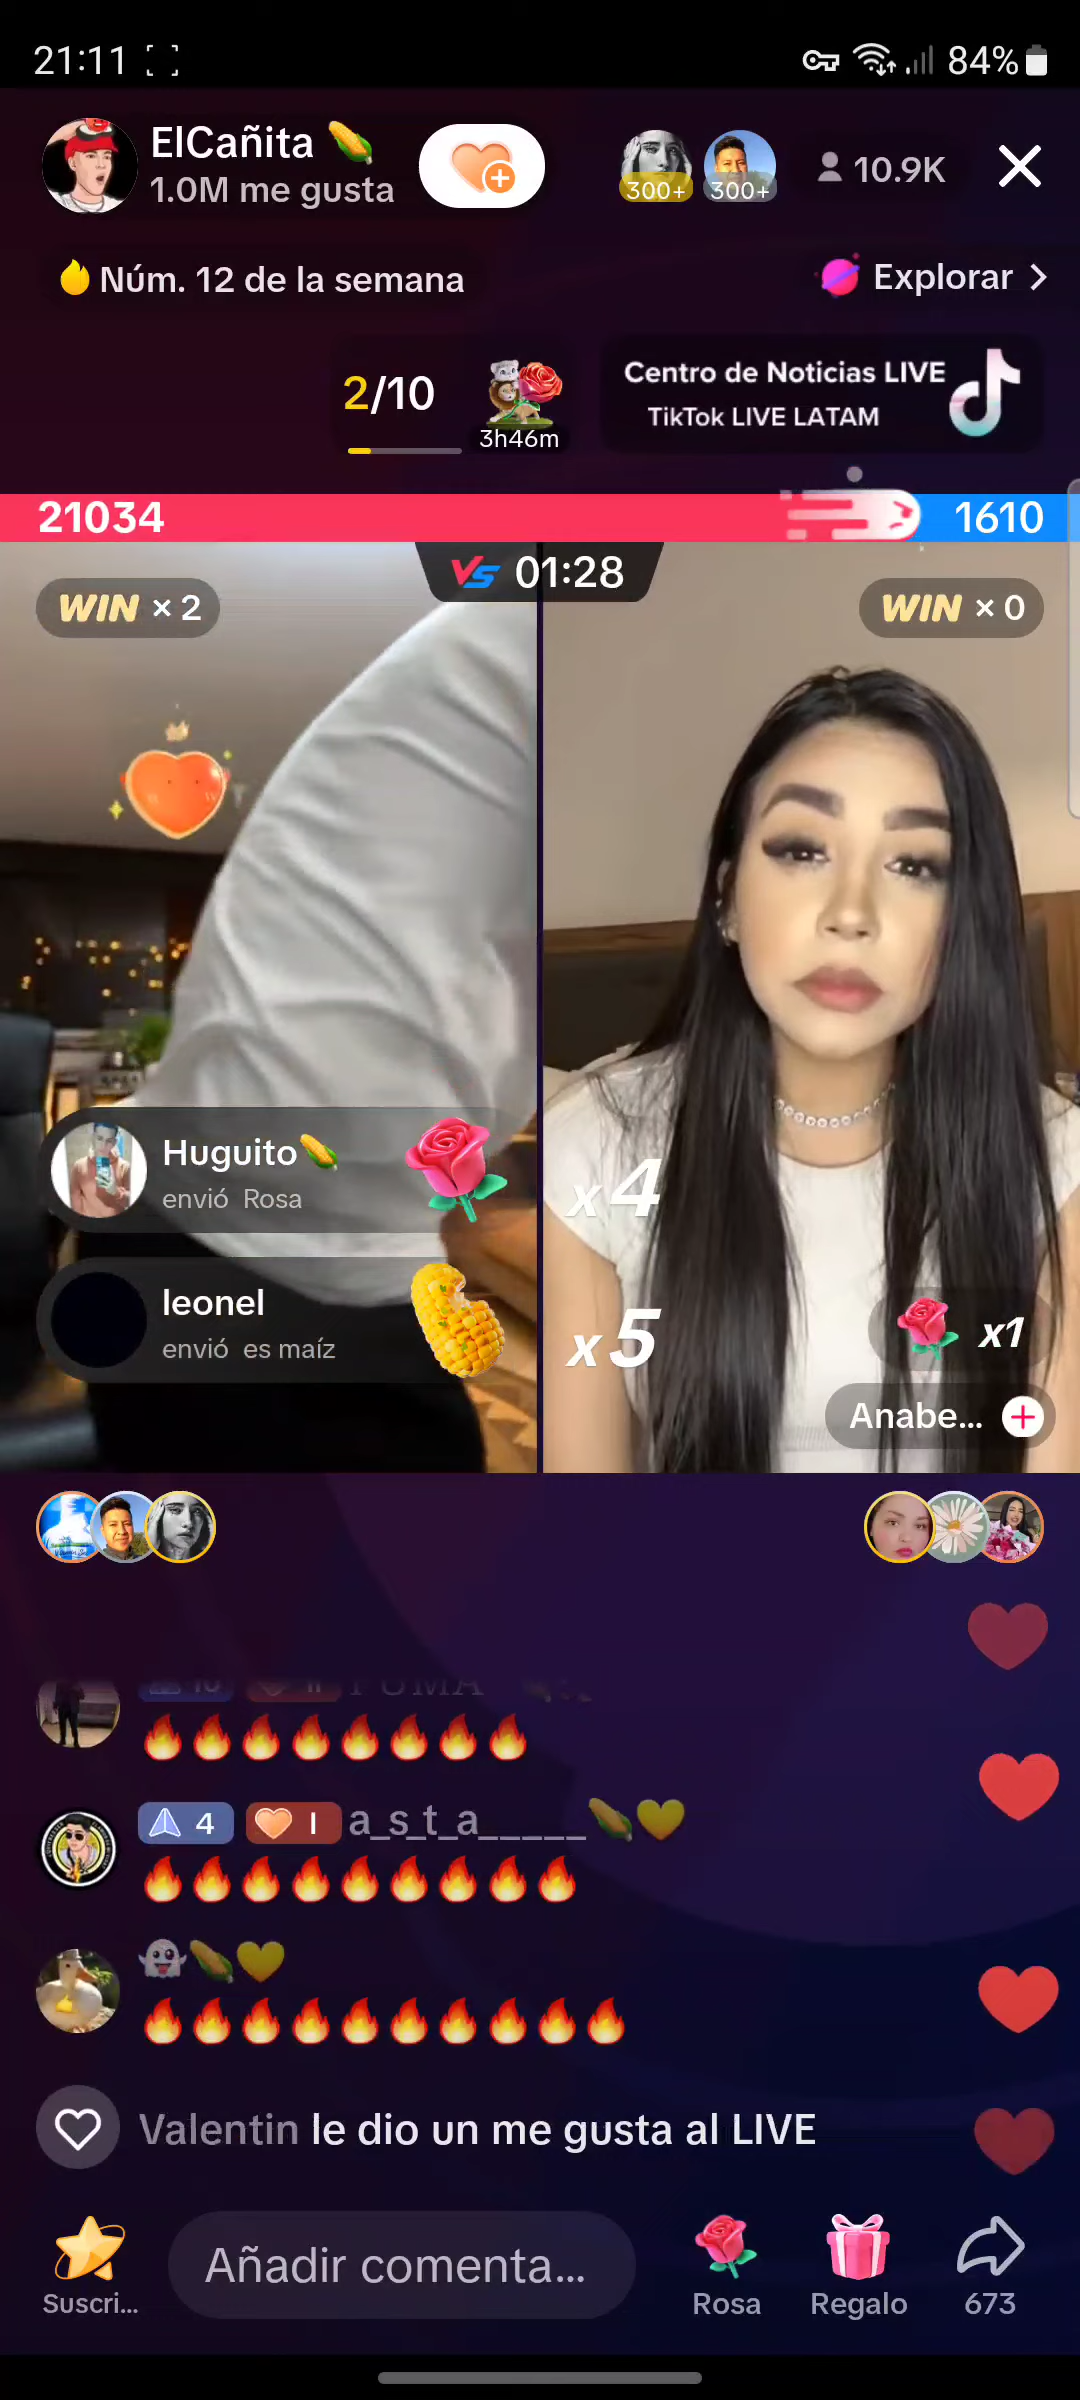 21:11
84%
ElCañita
1.0M me gusta
300+
300+
10.9K
Núm. 12 de la semana
Explorar
2/10
3h46m
Centro de Noticias LIVE
TikTok LIVE LATAM
21034
1610
VS 01:28
WIN × 2
WIN × 0
Huguito
envió Rosa
x4
leonel
envió es maíz
x5
x1
Anabe...
4
I
a_s_t_a_____
Valentin le dio un me gusta al LIVE
Suscri...
Añadir comenta...
Rosa
Regalo
673